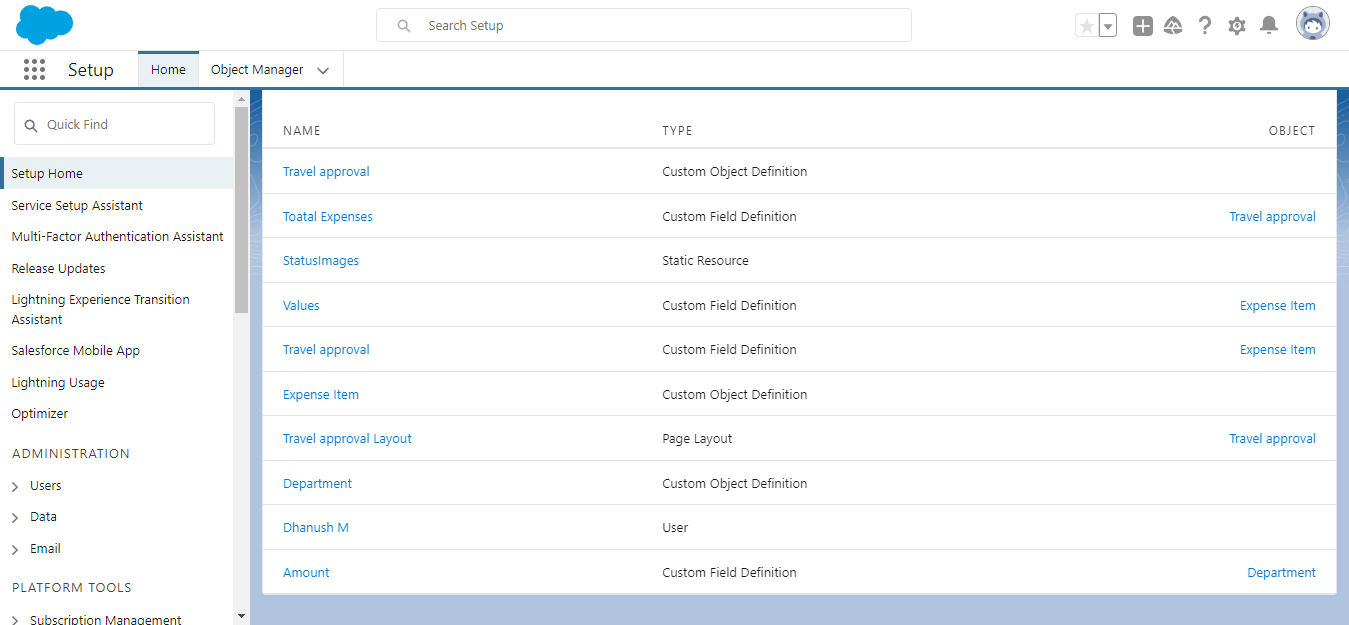 Search Setup
Setup
Home
Object Manager
Quick Find
Setup Home
Service Setup Assistant
Multi-Factor Authentication Assistant
Release Updates
Lightning Experience Transition
Assistant
Salesforce Mobile App
Lightning Usage
Optimizer
ADMINISTRATION
Users
Data
Email
PLATFORM TOOLS
Subscription Management
NAME TYPE OBJECT
Travel approval Custom Object Definition
Toatal Expenses Custom Field Definition Travel approval
StatusImages Static Resource
Values Custom Field Definition Expense Item
Travel approval Custom Field Definition Expense Item
Expense Item Custom Object Definition
Travel approval Layout Page Layout Travel approval
Department Custom Object Definition
Dhanush M User
Amount Custom Field Definition Department